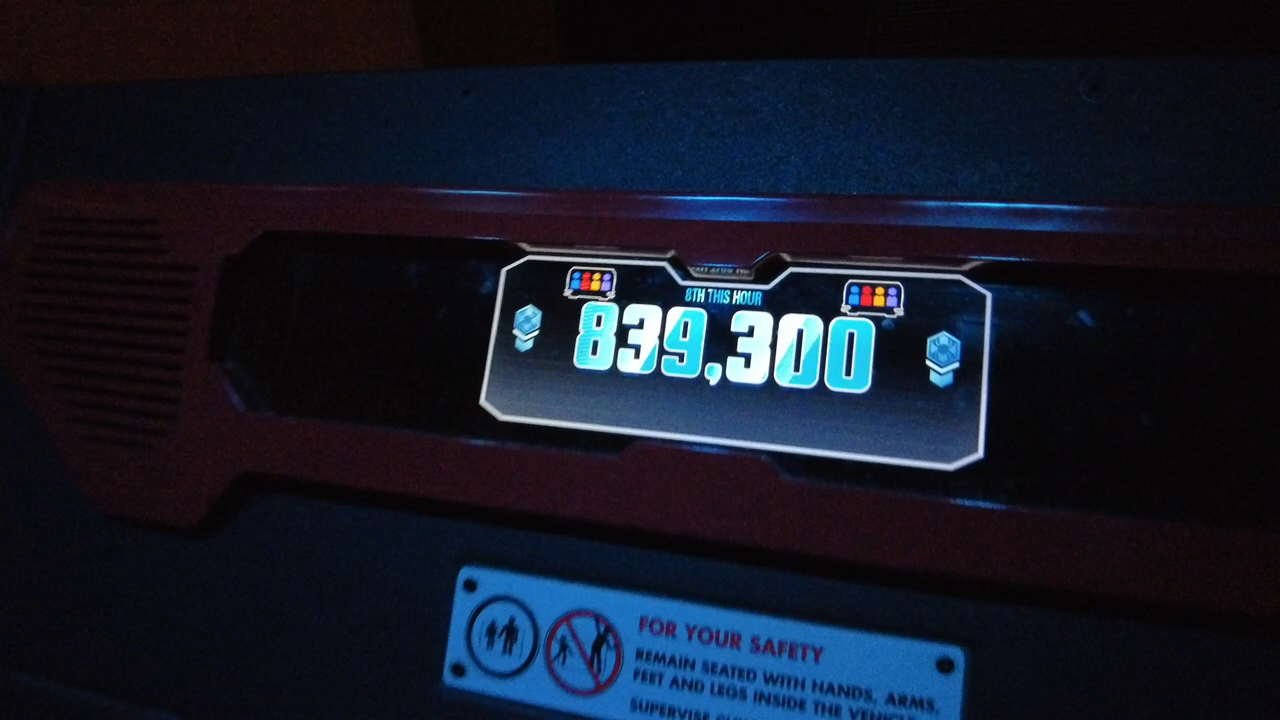 8TH THIS HOUR
839,300
FOR YOUR SAFETY
REMAIN SEATED WITH HANDS, ARMS,
FEET AND LEGS INSIDE THE VEHICLE
SUPERVISE